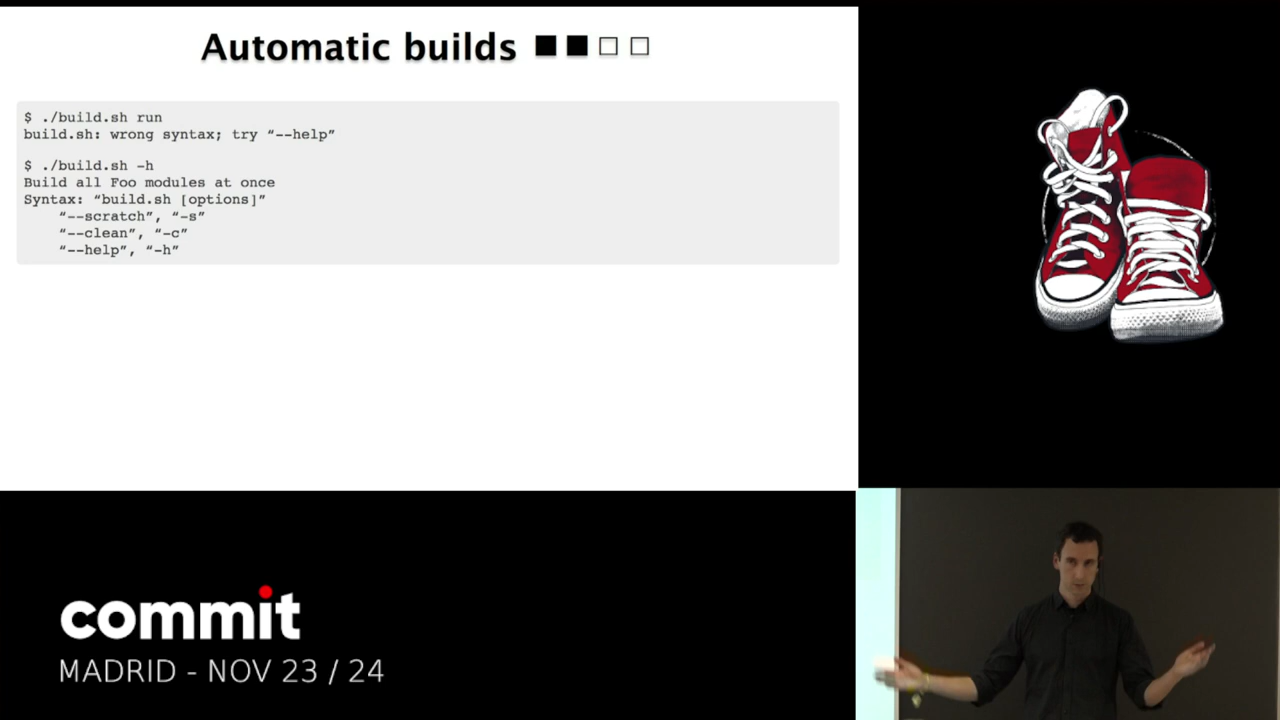 Automatic builds
$ ./build.sh run
build.sh: wrong syntax; try “--help”
$ ./build.sh -h
Build all Foo modules at once
Syntax: “build.sh [options]”
“--scratch”, “-s”
“--clean”, “-c”
“--help”, “-h”
commit
MADRID - NOV 23 / 24